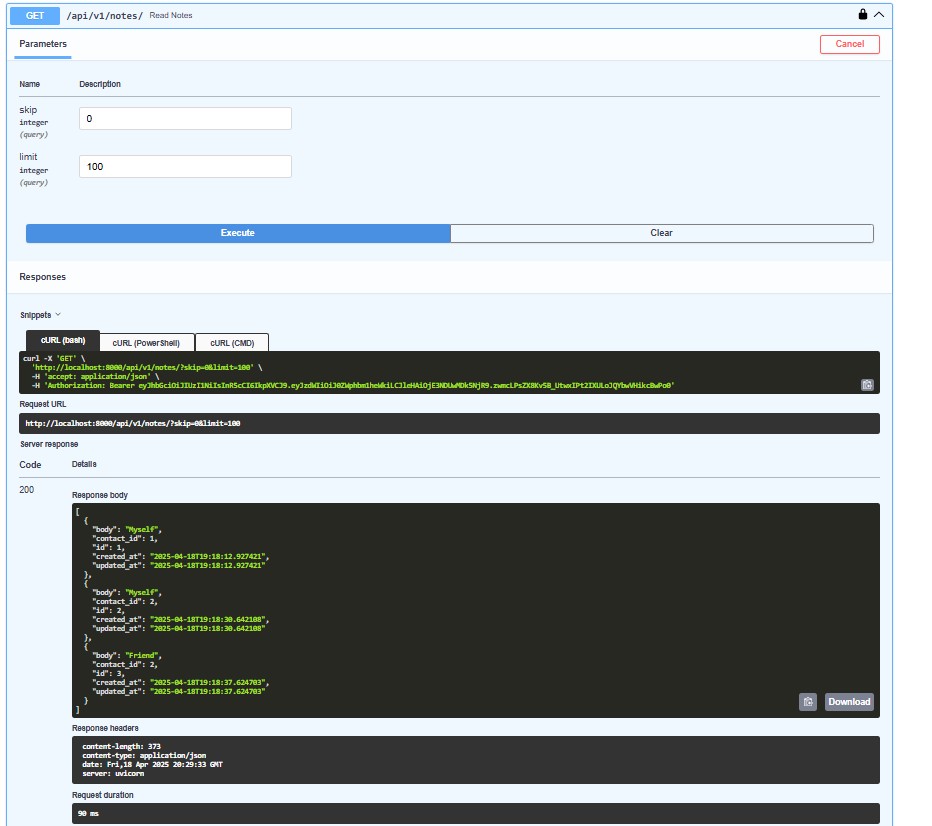 GET /api/v1/notes/ Read Notes
Parameters
Cancel
Name Description
skip
integer
(query)
0
limit
integer
(query)
100
Execute Clear
Responses
Snippets
cURL (bash) cURL (PowerShell) cURL (CMD)
curl -X 'GET' \
'http://localhost:8000/api/v1/notes/?skip=0&limit=100' \
-H 'accept: application/json' \
-H 'Authorization: Bearer
Request URL
http://localhost:8000/api/v1/notes/?skip=0&limit=100
Server response
Code Details
200
Response body
[
{
"body": "Myself",
"contact_id": 1,
"id": 1,
"created_at": "2025-04-18T19:18:12.927421",
"updated_at": "2025-04-18T19:18:12.927421"
},
{
"body": "Myself",
"contact_id": 2,
"id": 2,
"created_at": "2025-04-18T19:18:30.642108",
"updated_at": "2025-04-18T19:18:30.642108"
},
{
"body": "Friend",
"contact_id": 2,
"id": 3,
"created_at": "2025-04-18T19:18:37.624703",
"updated_at": "2025-04-18T19:18:37.624703"
}
]
Download
Response headers
content-length: 373
content-type: application/json
date: Fri,18 Apr 2025 20:29:33 GMT
server: uvicorn
Request duration
90 ms